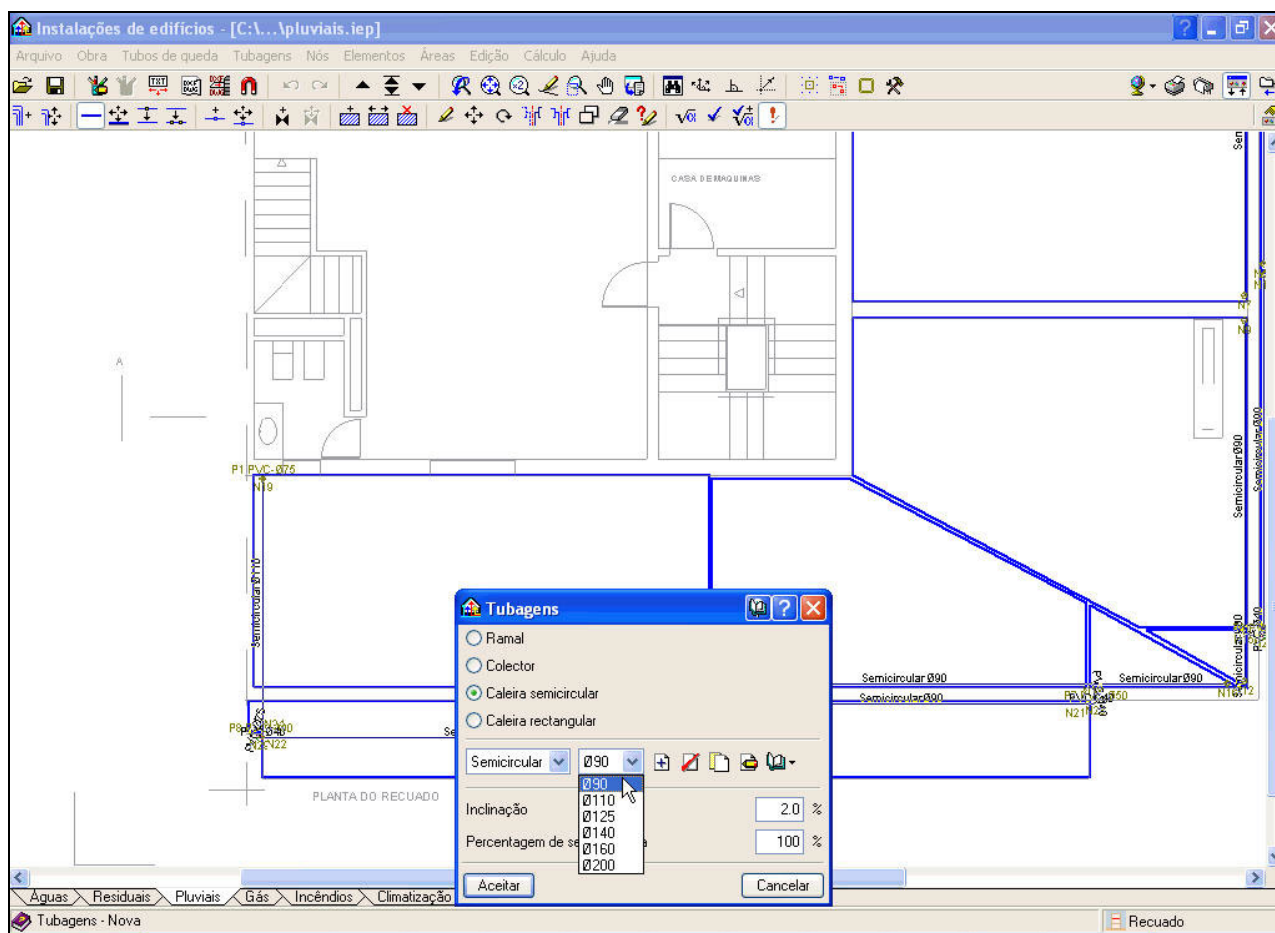 Instalações de edifícios - [C:\...\pluviais.iep]
Arquivo Obra Tubos de queda Tubagens Nós Elementos Áreas Edição Cálculo Ajuda
CASA DE MAQUINAS
A
P1 PVC-Ø75
N19
Semicircular Ø110
Semicircular Ø90
Semicircular Ø90
Semicircular Ø90
Semicircular Ø90
Semicircular Ø90
N21
N22
PLANTA DO RECUADO
Tubagens
Ramal
Colector
Caleira semicircular
Caleira rectangular
Semicircular Ø90
Ø90
Ø110
Ø125
Ø140
Ø160
Ø200
Inclinação 2.0 %
Percentagem de se 100 %
Aceitar Cancelar
Águas Residuais Pluviais Gás Incêndios Climatização
Tubagens - Nova Recuado